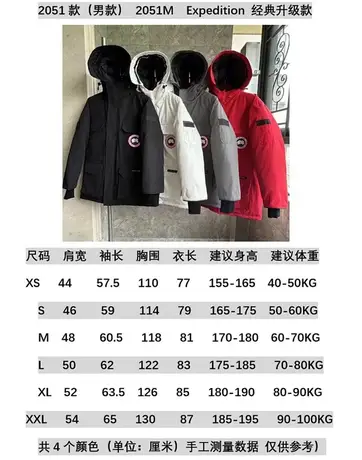 2051 款（男款） 2051M Expedition 经典升级款
尺码 肩宽 袖长 胸围 衣长 建议身高 建议体重
XS 44 57.5 110 77 155-165 40-50KG
S 46 59 114 79 165-175 50-60KG
M 48 60.5 118 81 170-180 60-70KG
L 50 62 122 83 175-185 70-80KG
XL 52 63.5 126 85 180-190 80-90KG
XXL 54 65 130 87 185-195 90-100KG
共 4 个颜色（单位：厘米）手工测量数据 仅供参考）